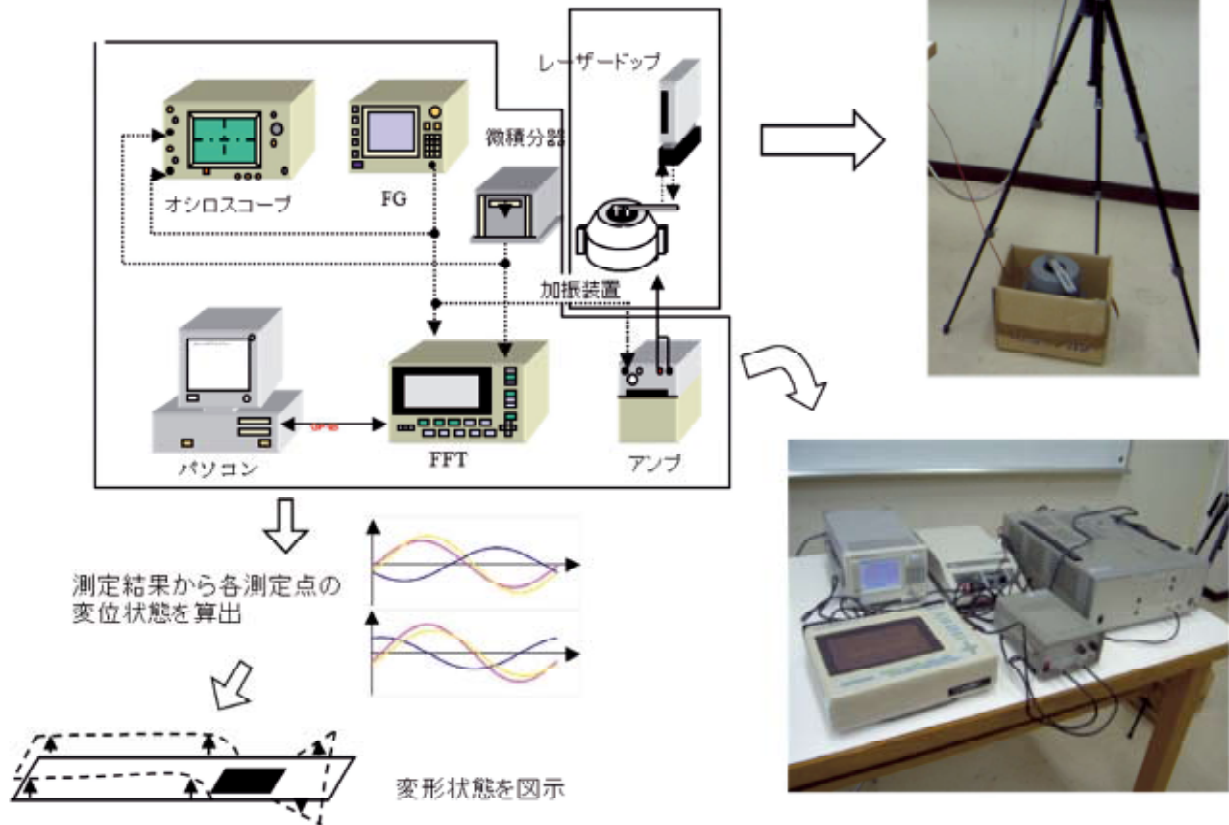 レーザードップ
微積分器
オシロスコープ
FG
加振装置
パソコン
FFT
アンプ
測定結果から各測定点の
変位状態を算出
変形状態を図示